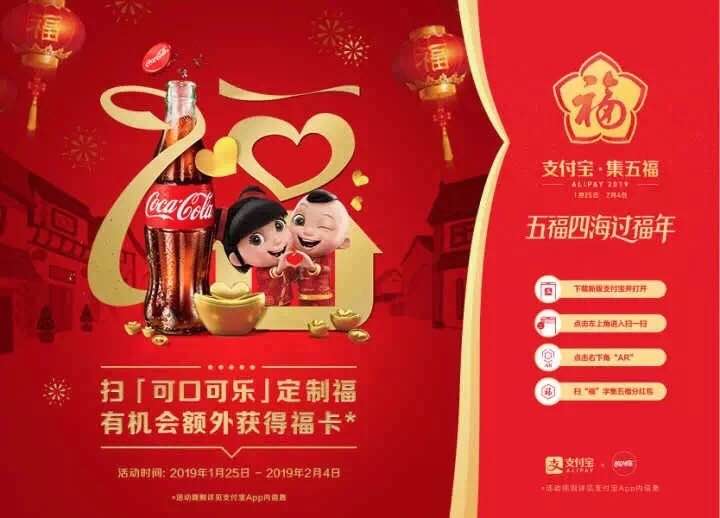 福
福
Coca-Cola
Coca-Cola
福
扫「可口可乐」定制福
有机会额外获得福卡*
活动时间: 2019年1月25日 - 2019年2月4日
*活动规则详见支付宝App内信息
福
支付宝·集五福
ALIPAY 2019
1月25日 - 2月4日
五福四海过福年
下载新版支付宝并打开
点击左上角进入扫一扫
点击右下角“AR”
AR
扫“福”字集五福分红包
福
支 支付宝
ALIPAY
×
*活动规则详见支付宝App内信息